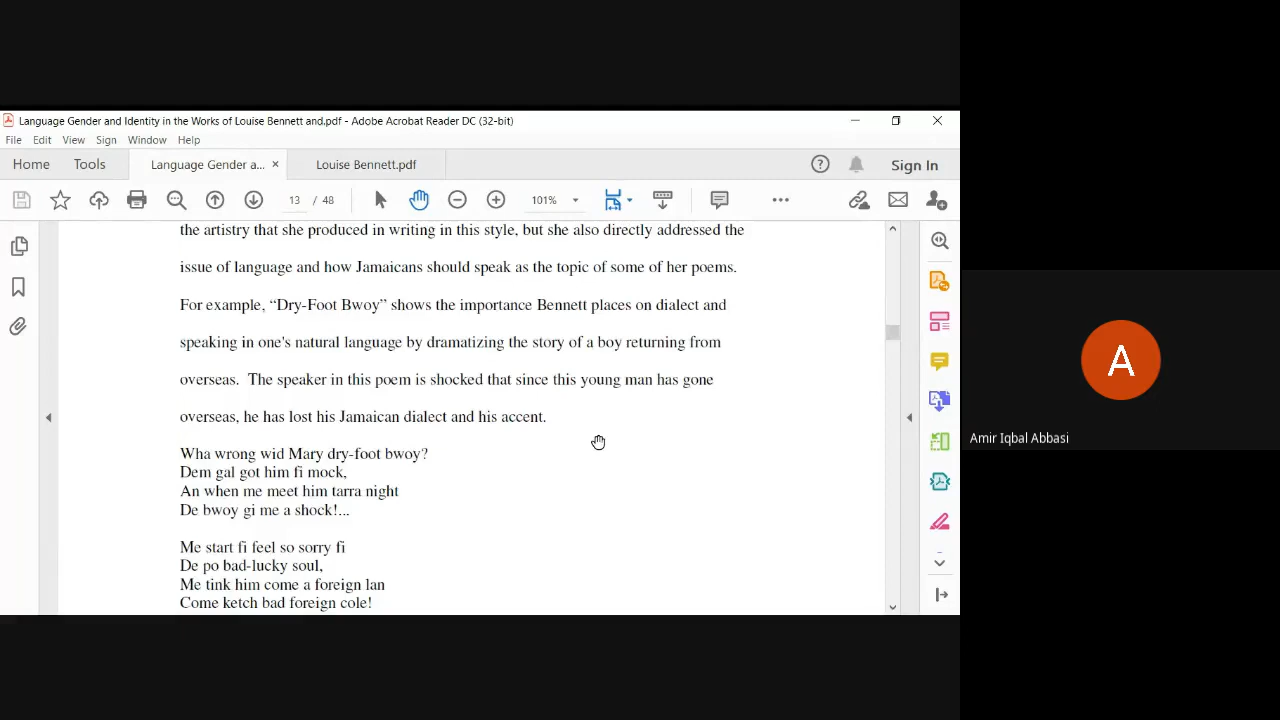 Language Gender and Identity in the Works of Louise Bennett and.pdf - Adobe Acrobat Reader DC (32-bit)
File Edit View Sign Window Help
Home Tools Language Gender a... × Louise Bennett.pdf Sign In
13 / 48 101%
the artistry that she produced in writing in this style, but she also directly addressed the
issue of language and how Jamaicans should speak as the topic of some of her poems.
For example, “Dry-Foot Bwoy” shows the importance Bennett places on dialect and
speaking in one's natural language by dramatizing the story of a boy returning from
overseas.  The speaker in this poem is shocked that since this young man has gone
overseas, he has lost his Jamaican dialect and his accent.
Wha wrong wid Mary dry-foot bwoy?
Dem gal got him fi mock,
An when me meet him tarra night
De bwoy gi me a shock!...
Me start fi feel so sorry fi
De po bad-lucky soul,
Me tink him come a foreign lan
Come ketch bad foreign cole!
A
Amir Iqbal Abbasi